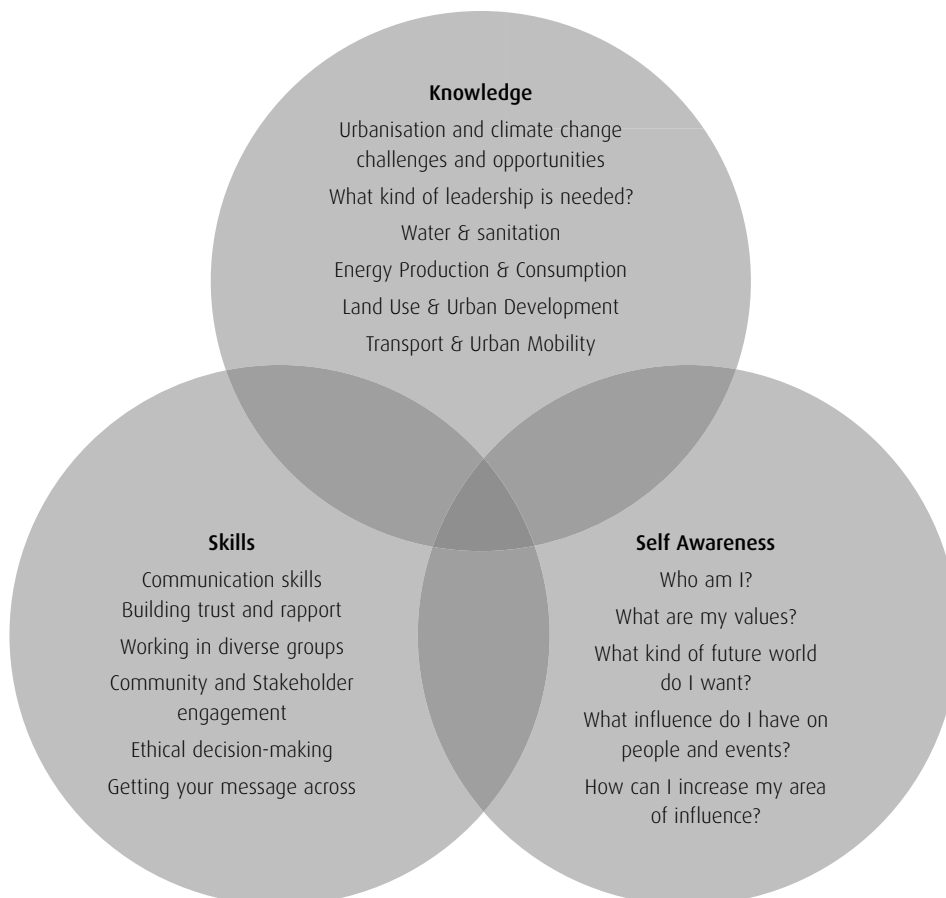 Knowledge
Urbanisation and climate change
challenges and opportunities
What kind of leadership is needed?
Water & sanitation
Energy Production & Consumption
Land Use & Urban Development
Transport & Urban Mobility
Skills
Communication skills
Building trust and rapport
Working in diverse groups
Community and Stakeholder
engagement
Ethical decision-making
Getting your message across
Self Awareness
Who am I?
What are my values?
What kind of future world
do I want?
What influence do I have on
people and events?
How can I increase my area
of influence?